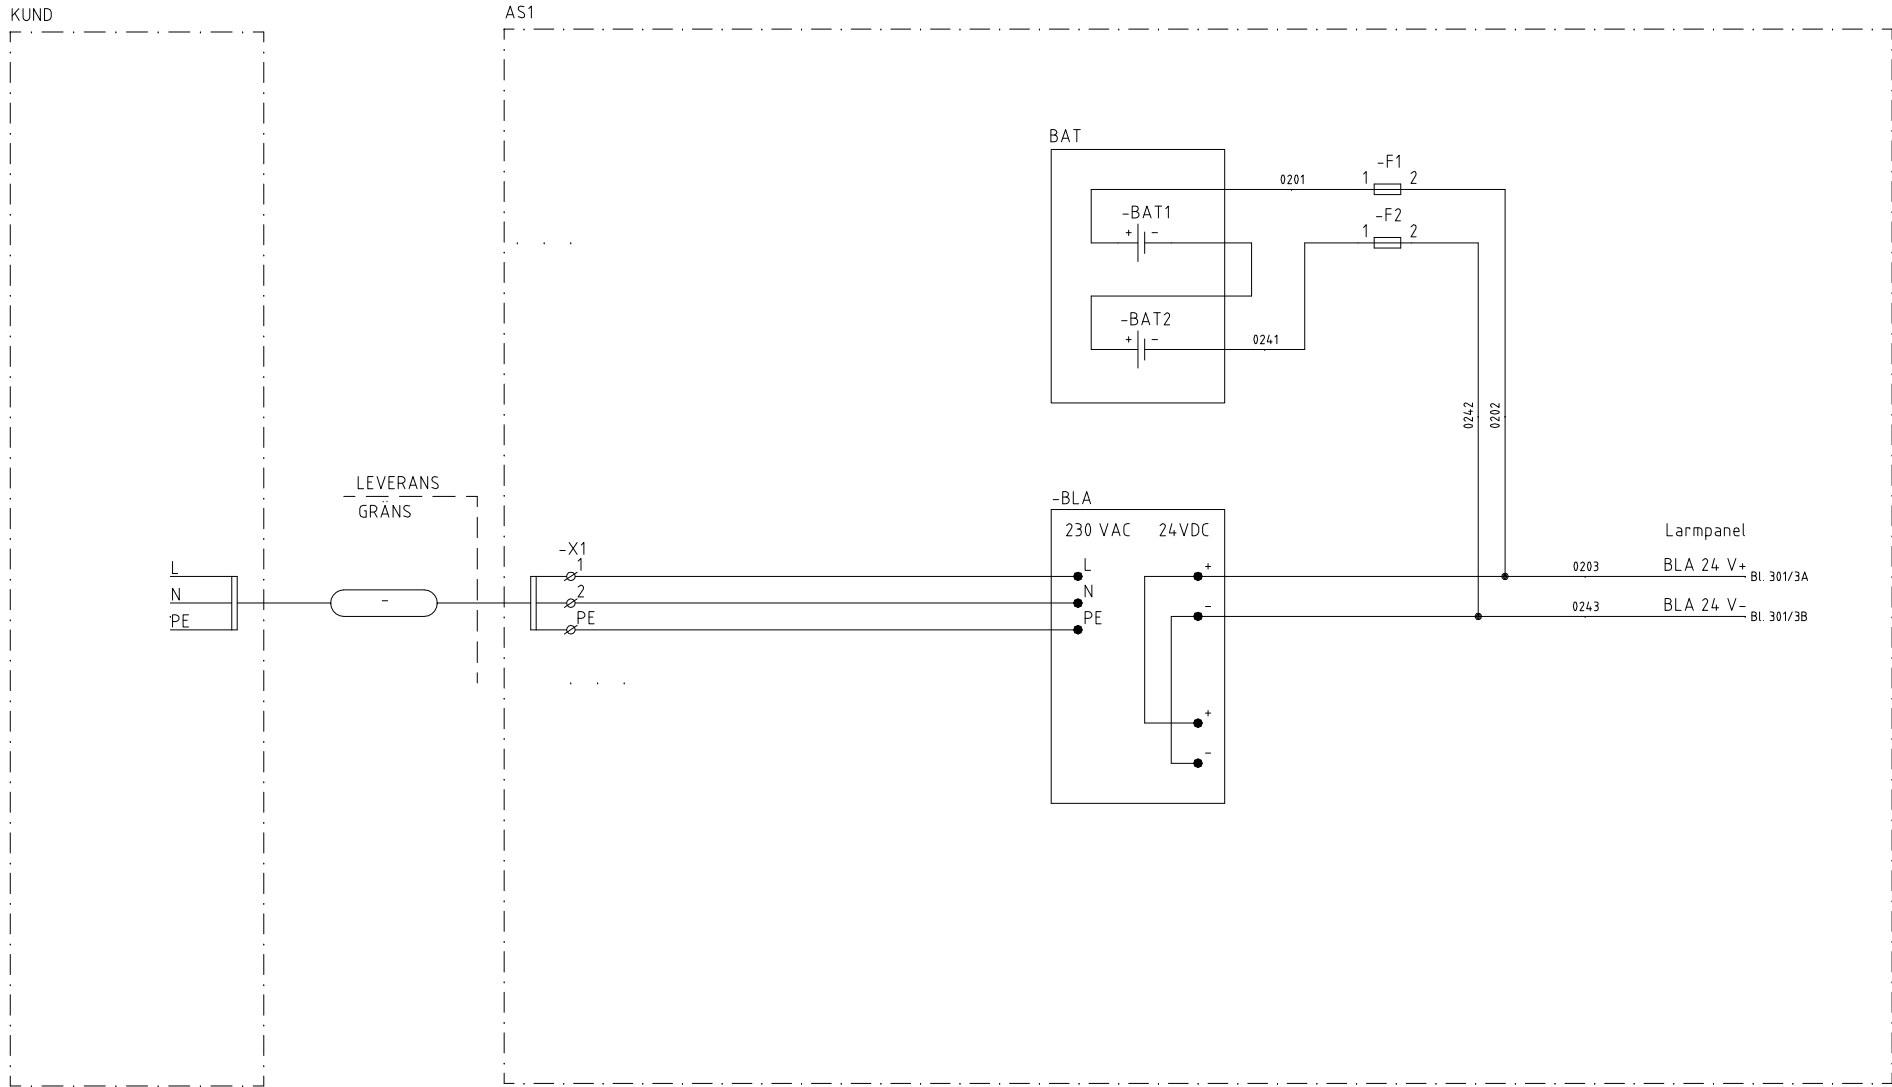 KUND
AS1
BAT
-F1
0201
1 2
-BAT1
-F2
+ -
1 2
-BAT2
+ -
0241
0242
0202
LEVERANS
GRÄNS
-BLA
230 VAC 24VDC
Larmpanel
-X1
L
1
L
+
0203
BLA 24 V+
Bl. 301/3A
N
-
2
N
-
0243
BLA 24 V-
Bl. 301/3B
PE
PE
PE
+
-